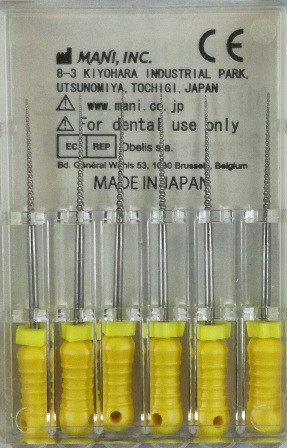 MANI, INC.
CE
8-3 KIYOHARA INDUSTRIAL PARK,
UTSUNOMIYA, TOCHIGI, JAPAN
www.mani.co.jp
For dental use only
EC REP Obelis s.a.
Bd. Général Wahis 53, 1030 Brussels, Belgium
MADE IN JAPAN